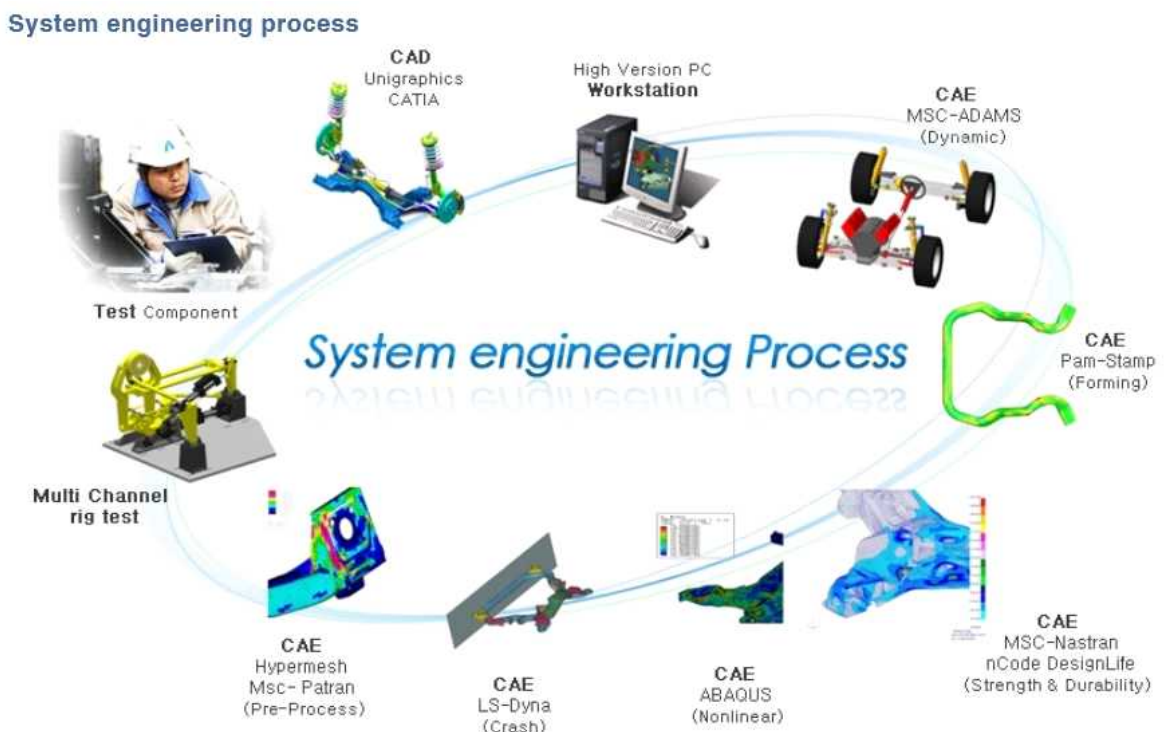 System engineering process
CAD
Unigraphics
CATIA
High Version PC
Workstation
CAE
MSC-ADAMS
(Dynamic)
Test Component
System engineering Process
CAE
Pam-Stamp
(Forming)
Multi Channel
rig test
CAE
Hypermesh
Msc- Patran
(Pre-Process)
CAE
LS-Dyna
(Crash)
CAE
ABAQUS
(Nonlinear)
CAE
MSC-Nastran
nCode DesignLife
(Strength & Durability)